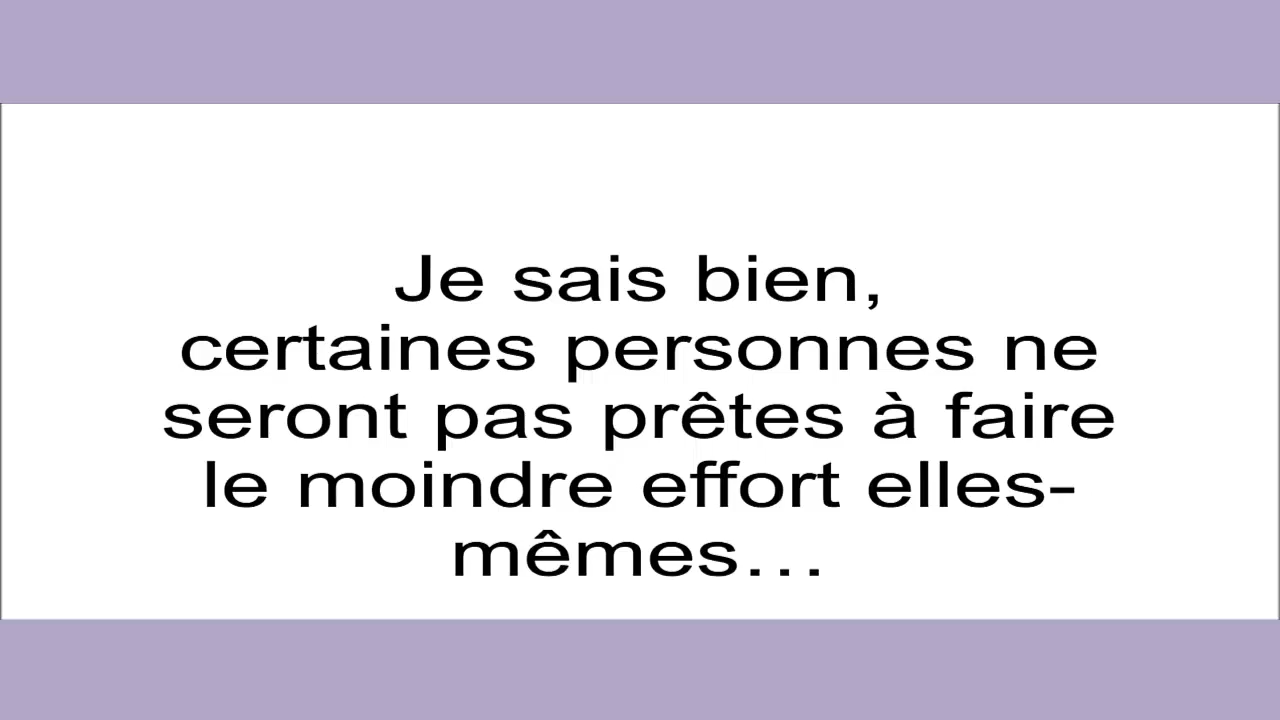 Je sais bien,
certaines personnes ne
seront pas prêtes à faire
le moindre effort elles-
mêmes…